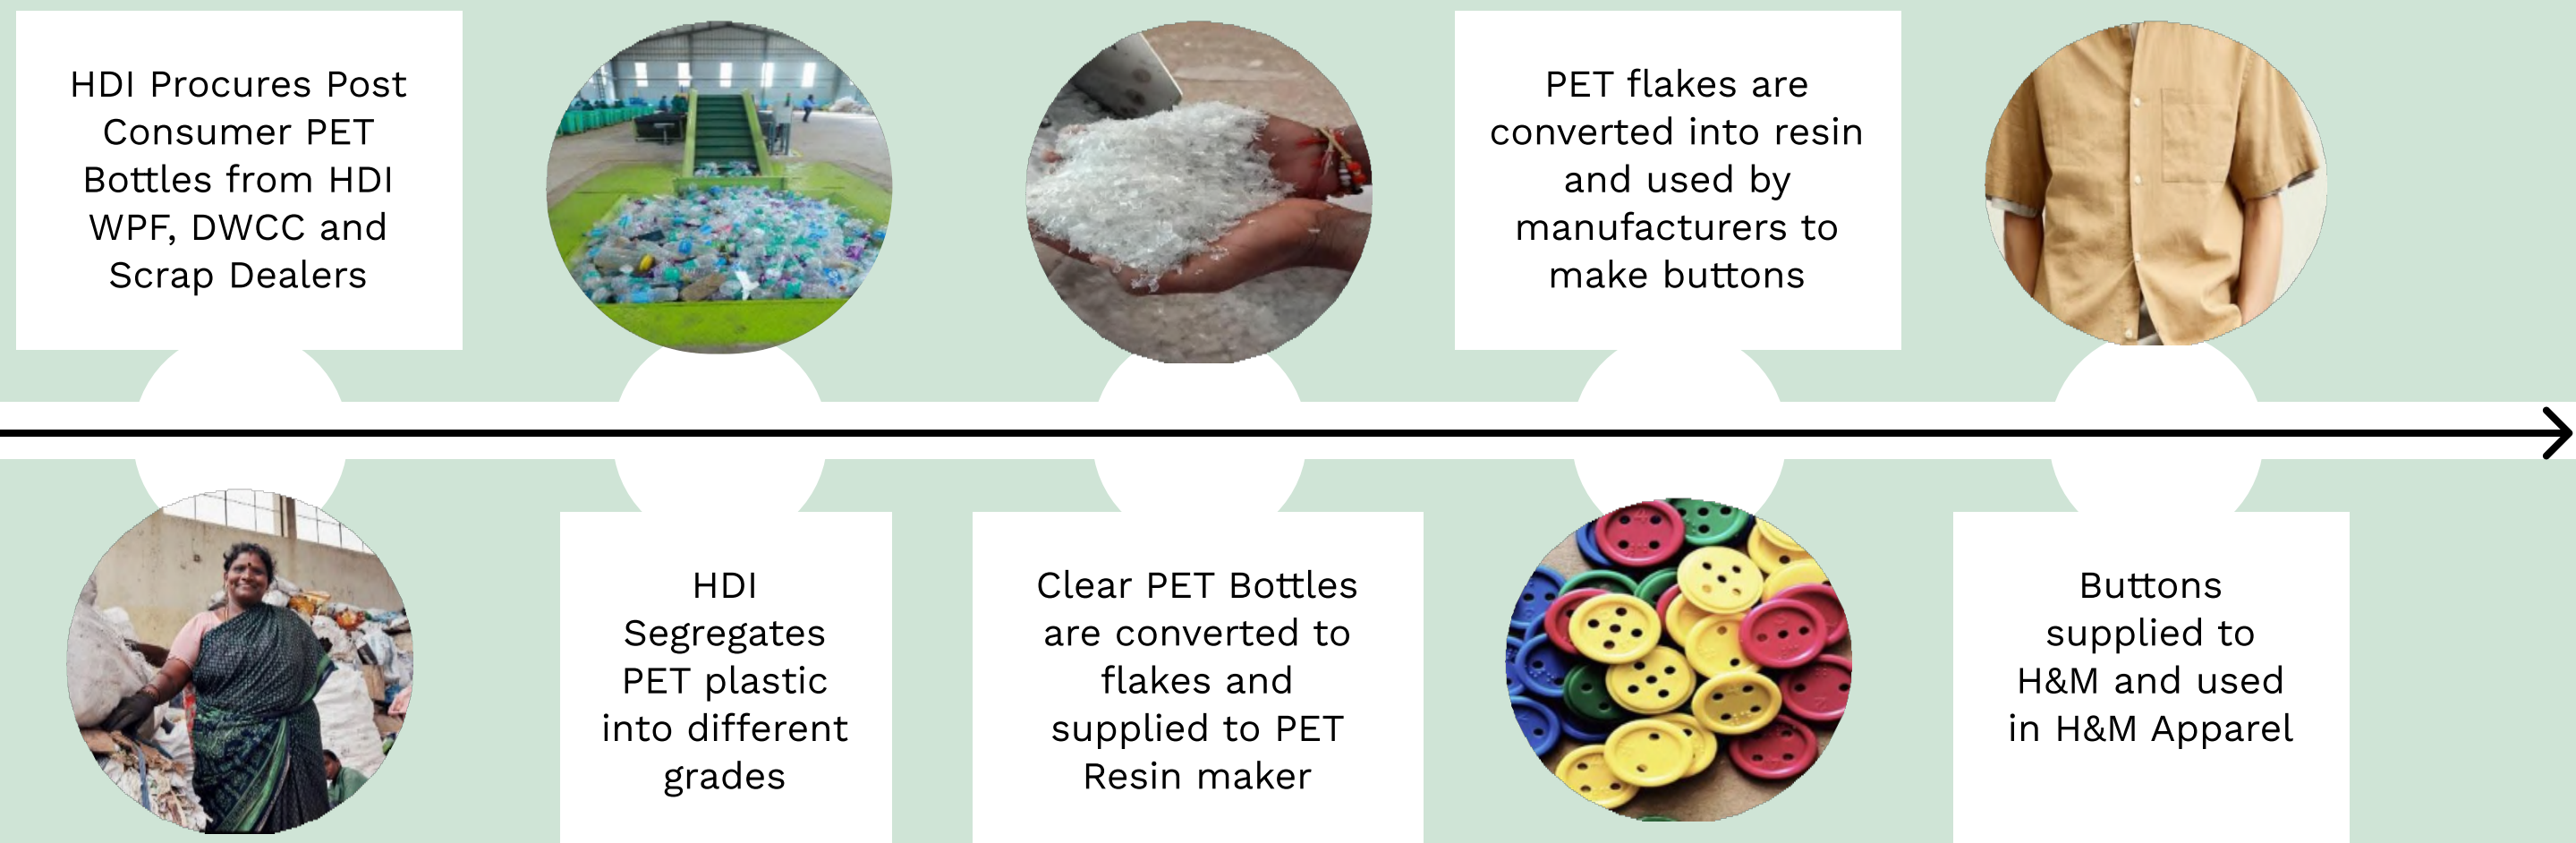 HDI Procures Post
Consumer PET
Bottles from HDI
WPF, DWCC and
Scrap Dealers
HDI
Segregates
PET plastic
into different
grades
Clear PET Bottles
are converted to
flakes and
supplied to PET
Resin maker
PET flakes are
converted into resin
and used by
manufacturers to
make buttons
Buttons
supplied to
H&M and used
in H&M Apparel